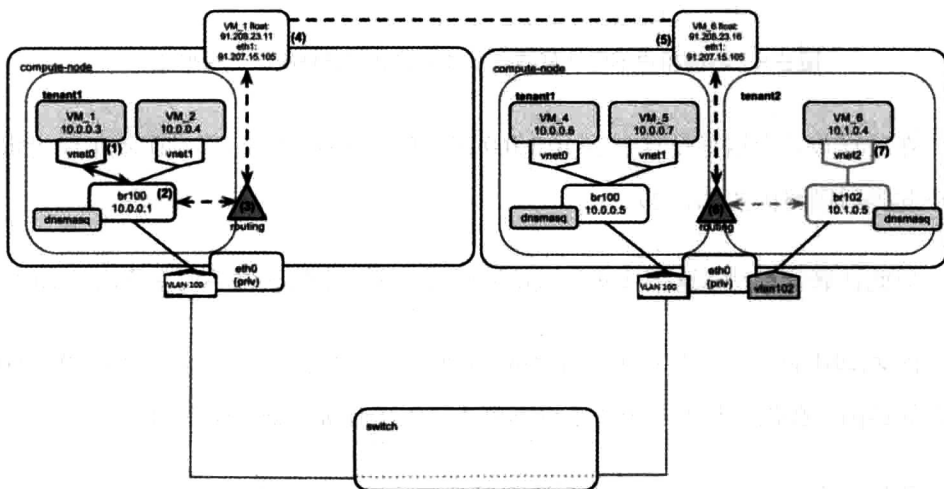 VM_1 float:
91.208.23.11
eth1:
91.207.15.105
(4)
VM_6 float:
91.208.23.16
eth1:
91.207.15.105
(5)
compute-node
tenant1
VM_1
10.0.0.3
VM_2
10.0.0.4
vnet0
(1)
vnet1
br100
10.0.0.1
(2)
dnsmasq
(3)
routing
VLAN 100
eth0
(priv)
compute-node
tenant1
VM_4
10.0.0.6
VM_5
10.0.0.7
vnet0
vnet1
br100
10.0.0.5
dnsmasq
(6)
routing
tenant2
VM_6
10.1.0.4
vnet2
(7)
br102
10.1.0.5
dnsmasq
VLAN 100
eth0
(priv)
vlan102
switch